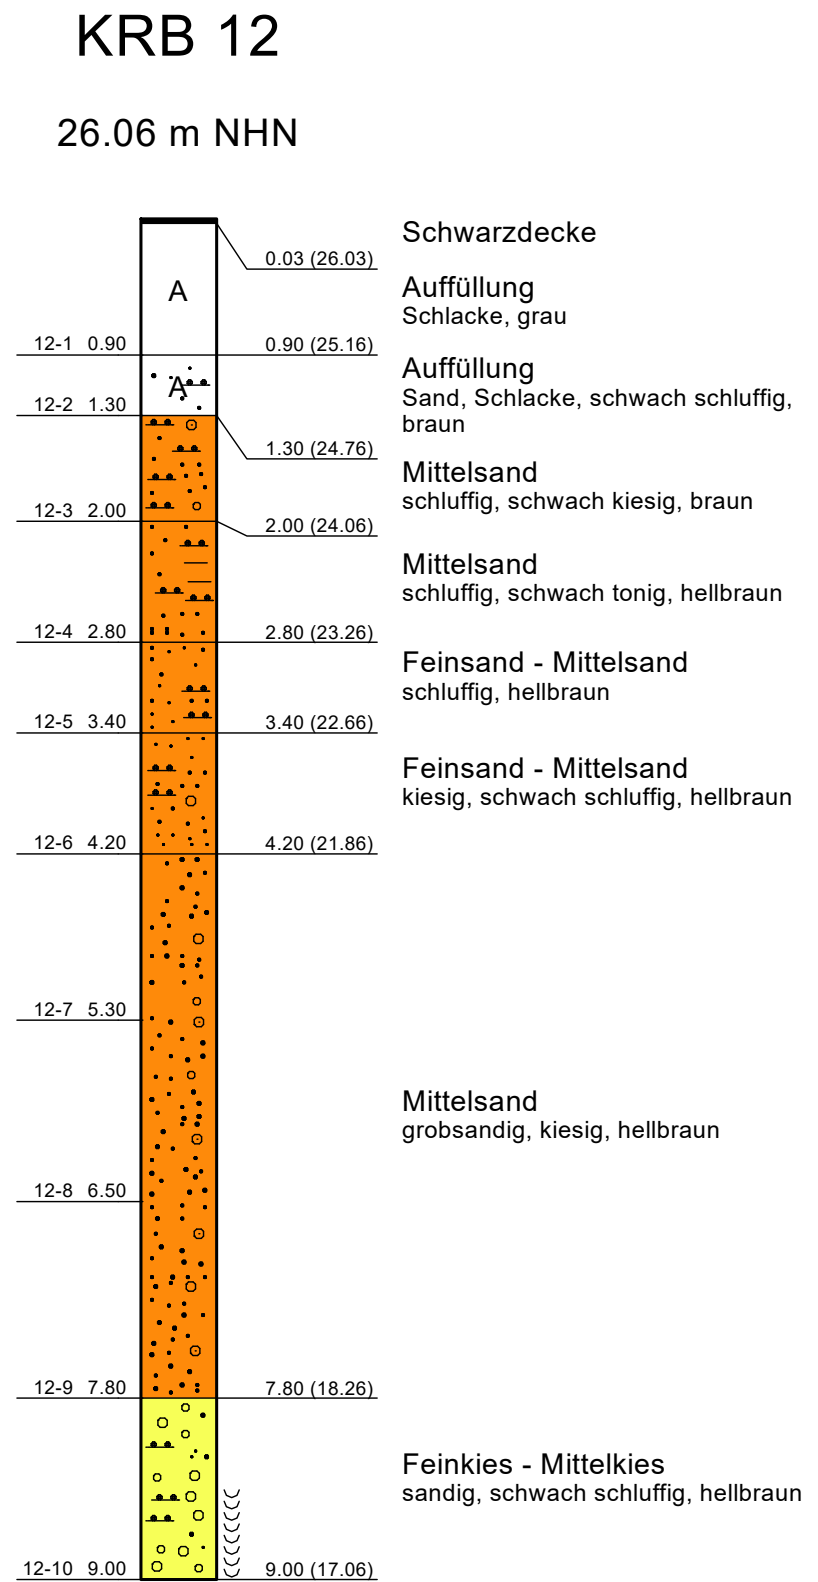 KRB 12
26.06 m NHN
Schwarzdecke
0.03 (26.03)
A
Auffüllung
Schlacke, grau
12-1 0.90
0.90 (25.16)
A
Auffüllung
Sand, Schlacke, schwach schluffig,
braun
12-2 1.30
1.30 (24.76)
Mittelsand
schluffig, schwach kiesig, braun
12-3 2.00
2.00 (24.06)
Mittelsand
schluffig, schwach tonig, hellbraun
12-4 2.80
2.80 (23.26)
Feinsand - Mittelsand
schluffig, hellbraun
12-5 3.40
3.40 (22.66)
Feinsand - Mittelsand
kiesig, schwach schluffig, hellbraun
12-6 4.20
4.20 (21.86)
12-7 5.30
Mittelsand
grobsandig, kiesig, hellbraun
12-8 6.50
12-9 7.80
7.80 (18.26)
Feinkies - Mittelkies
sandig, schwach schluffig, hellbraun
12-10 9.00
9.00 (17.06)